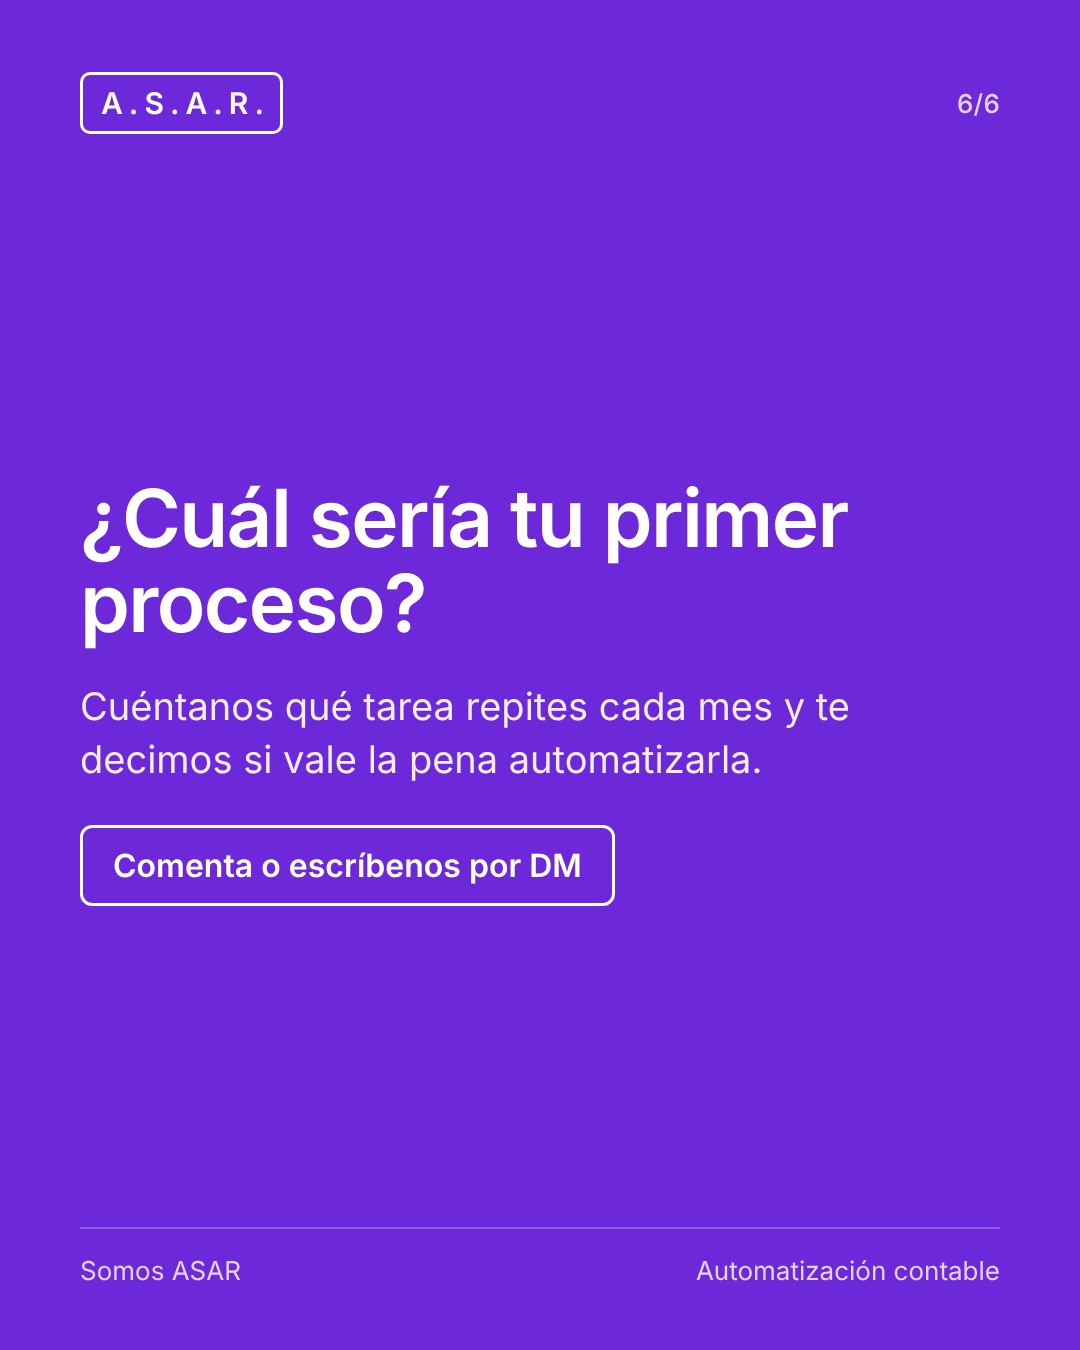 A.S.A.R.
6/6
¿Cuál sería tu primer
proceso?
Cuéntanos qué tarea repites cada mes y te
decimos si vale la pena automatizarla.
Comenta o escríbenos por DM
Somos ASAR
Automatización contable